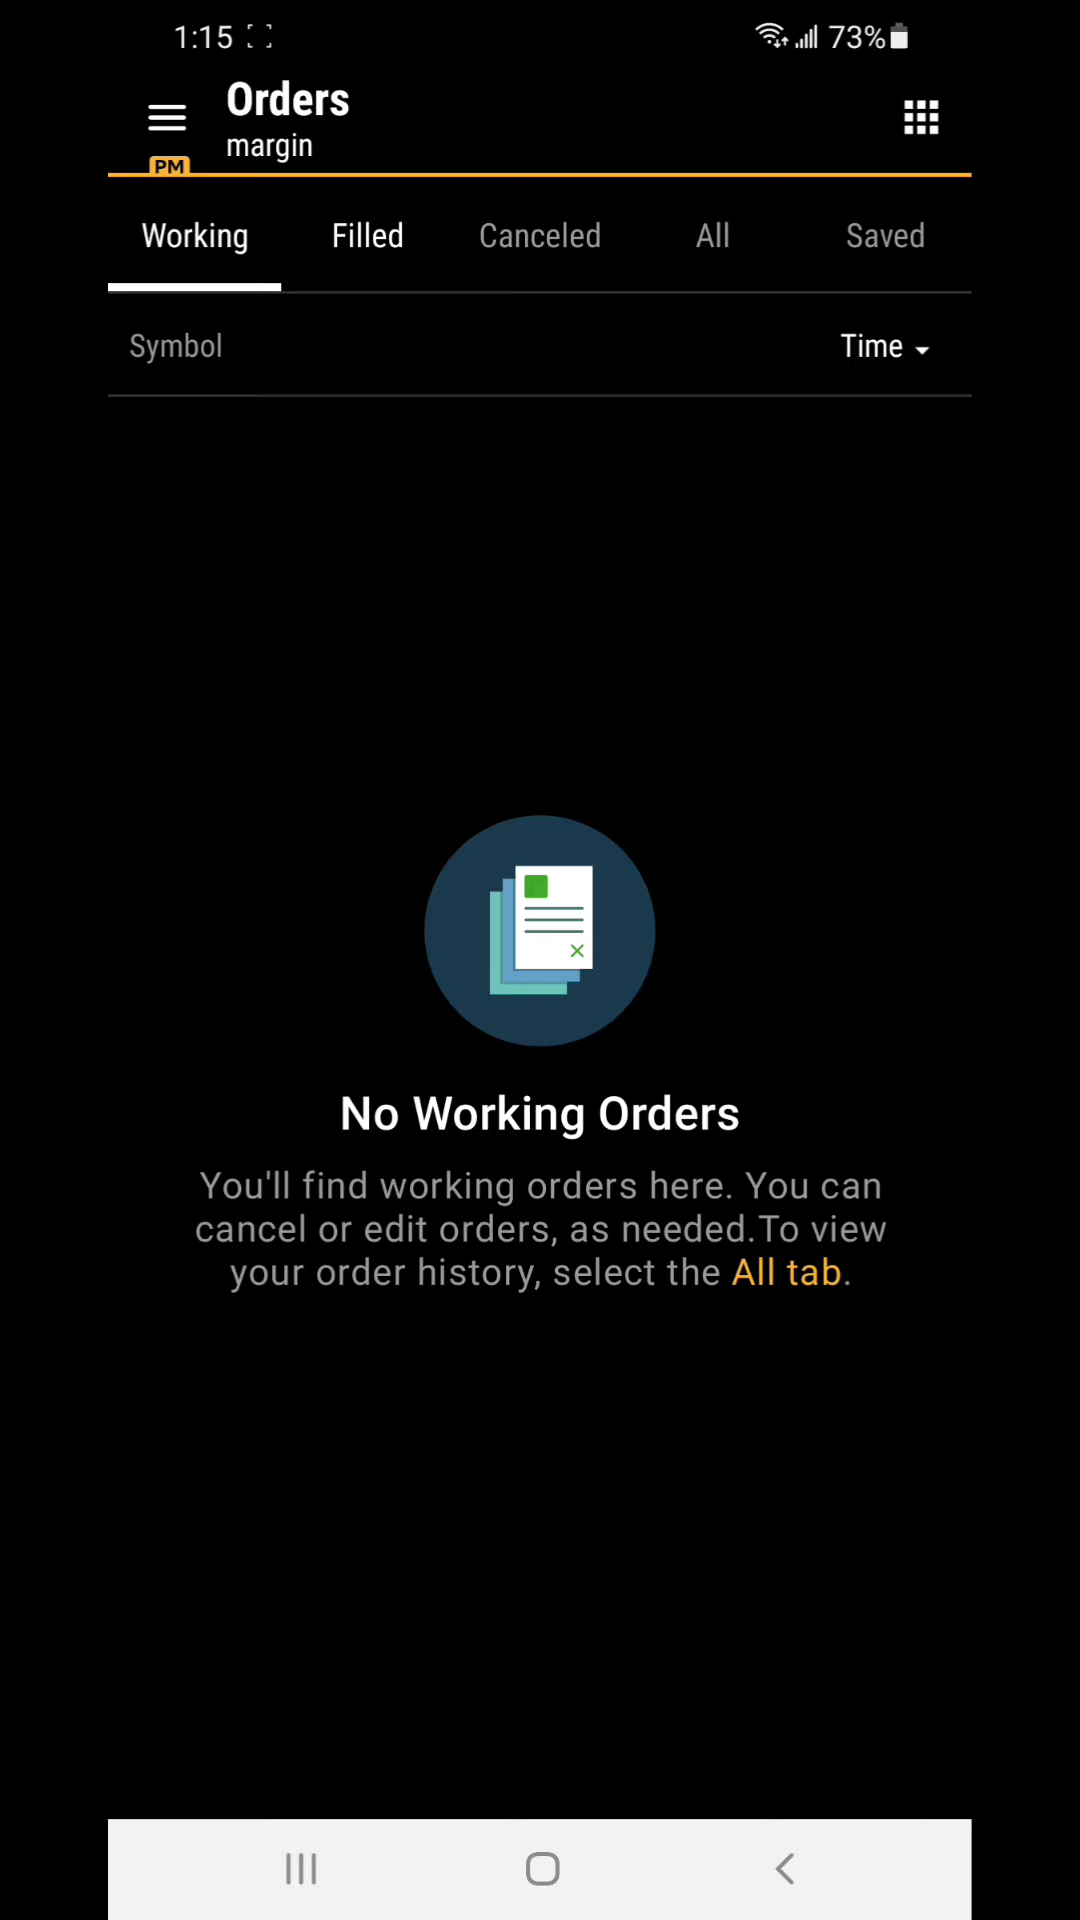 1:15
73%
Orders
margin
PM
Working
Filled
Canceled
All
Saved
Symbol
Time
No Working Orders
You'll find working orders here. You can
cancel or edit orders, as needed.To view
your order history, select the All tab.